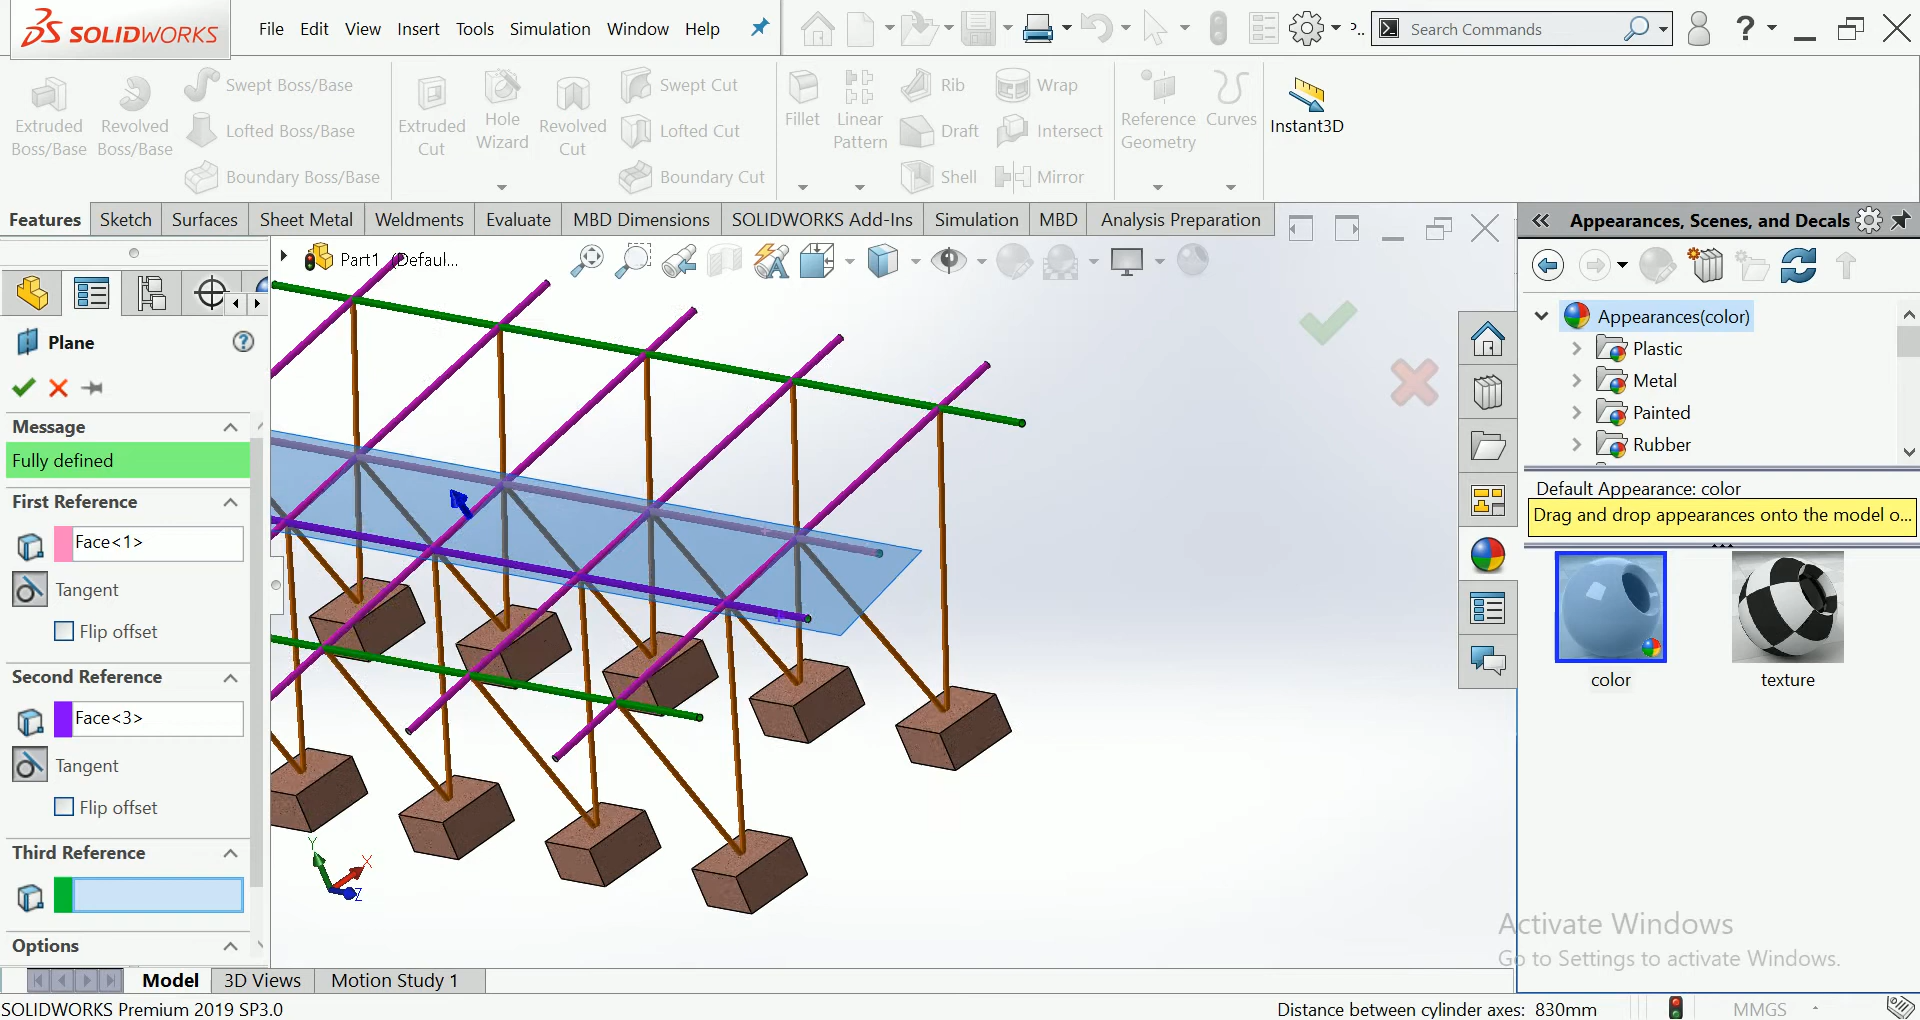 SOLIDWORKS
File Edit View Insert Tools Simulation Window Help
P..
Search Commands
?
Extruded Boss/Base
Revolved Boss/Base
Swept Boss/Base
Lofted Boss/Base
Boundary Boss/Base
Extruded Cut
Hole Wizard
Revolved Cut
Swept Cut
Lofted Cut
Boundary Cut
Fillet
Linear Pattern
Rib
Draft
Shell
Wrap
Intersect
Mirror
Reference Geometry
Curves
Instant3D
Features Sketch Surfaces Sheet Metal Weldments Evaluate MBD Dimensions SOLIDWORKS Add-Ins Simulation MBD Analysis Preparation
Part1 (Defaul...
Plane
Message
Fully defined
First Reference
Face<1>
Tangent
Flip offset
Second Reference
Face<3>
Tangent
Flip offset
Third Reference
Options
Y
X
Z
Appearances, Scenes, and Decals
Appearances(color)
Plastic
Metal
Painted
Rubber
Default Appearance: color
Drag and drop appearances onto the model o...
color
texture
Activate Windows
Go to Settings to activate Windows.
Model 3D Views Motion Study 1
SOLIDWORKS Premium 2019 SP3.0
Distance between cylinder axes: 830mm
MMGS